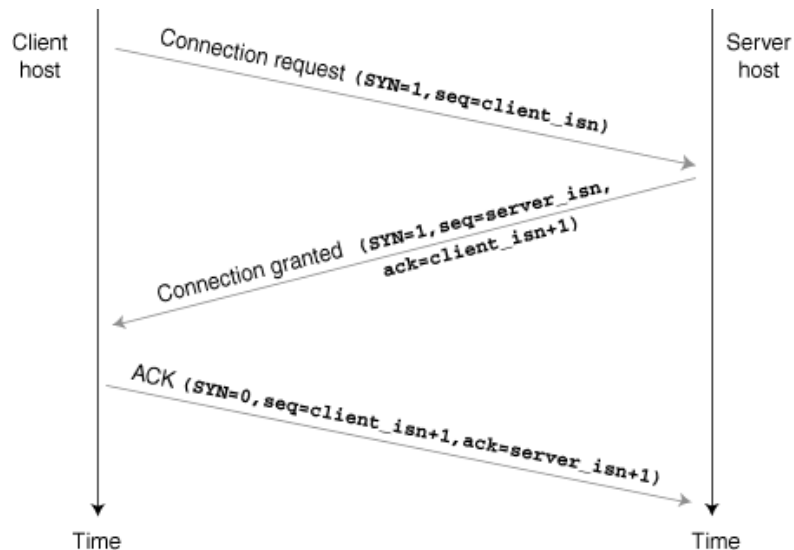 Client
host
Server
host
Connection request (SYN=1,seq=client_isn)
Connection granted (SYN=1,seq=server_isn,
ack=client_isn+1)
ACK (SYN=0,seq=client_isn+1,ack=server_isn+1)
Time
Time